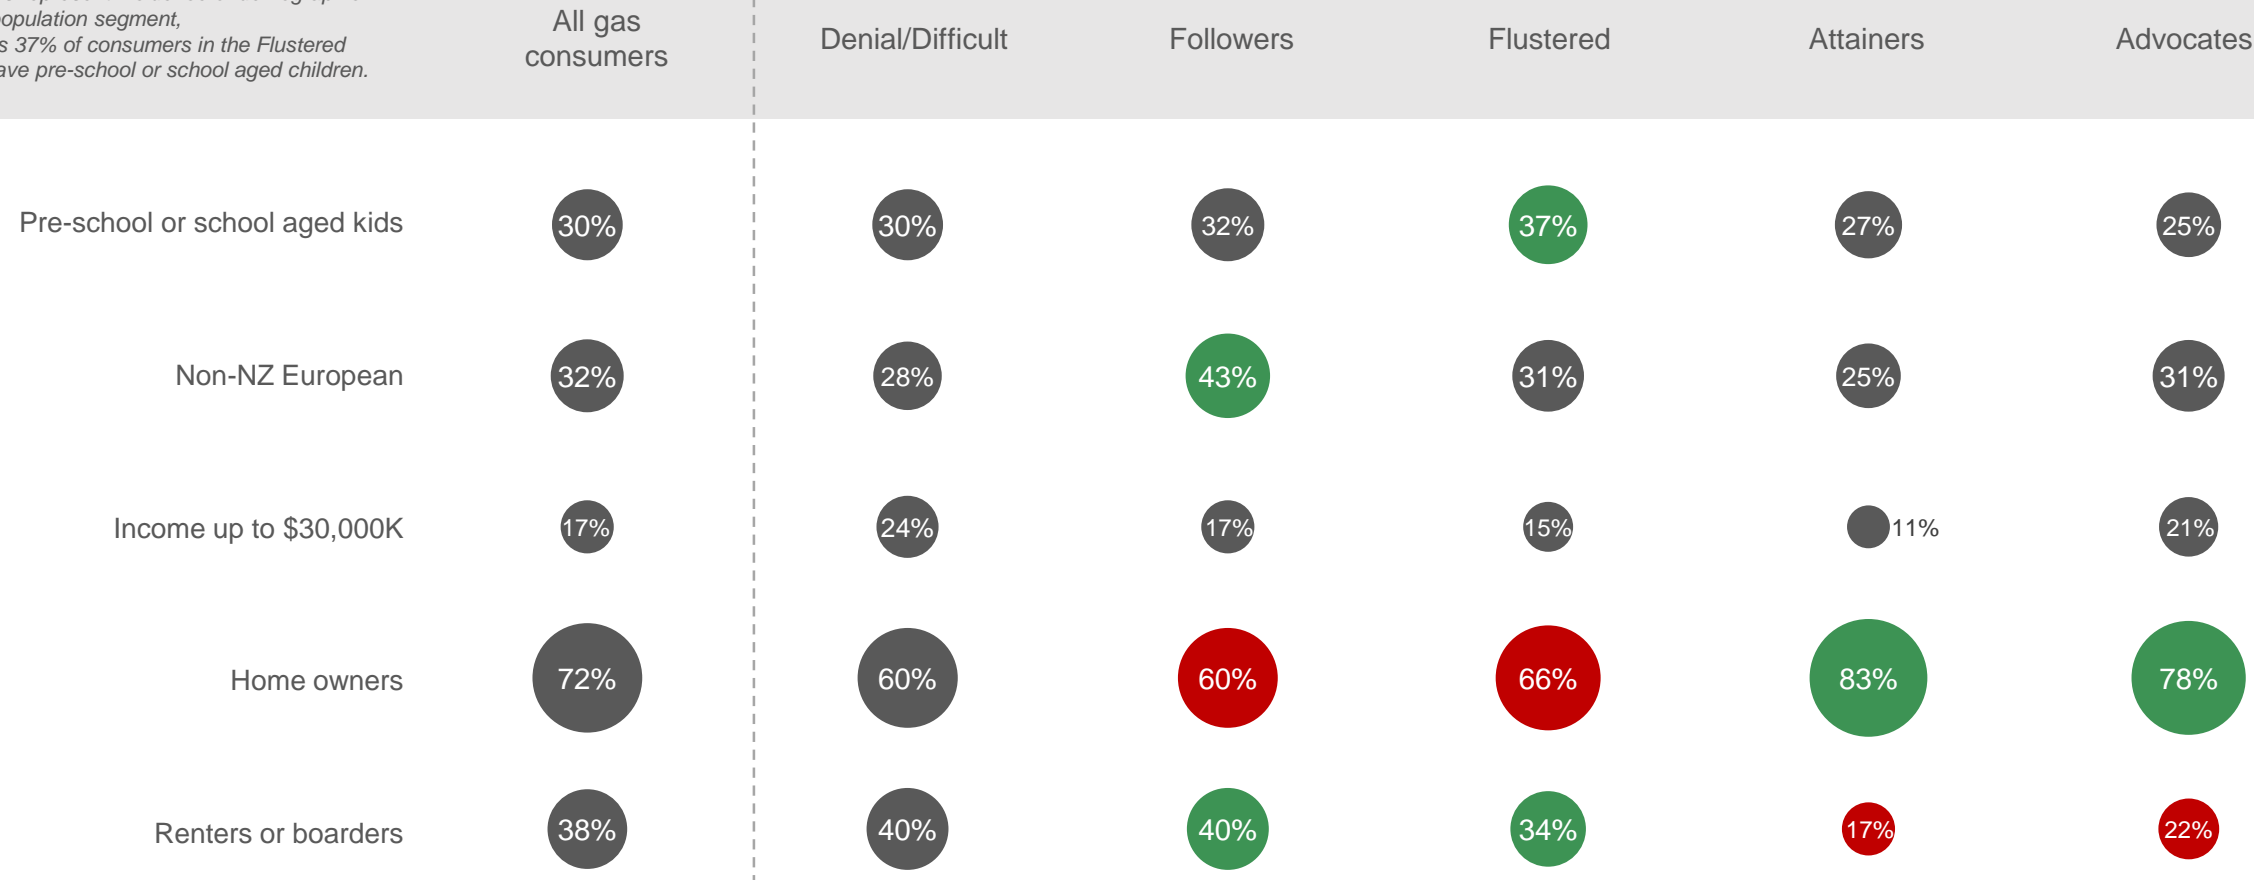 population segment,
37% of consumers in the Flustered
pre-school or school aged children.
All gas
consumers
Denial/Difficult
Followers
Flustered
Attainers
Advocates
Pre-school or school aged kids
30%
30%
32%
37%
27%
25%
Non-NZ European
32%
28%
43%
31%
25%
31%
Income up to $30,000K
17%
24%
17%
15%
11%
21%
Home owners
72%
60%
60%
66%
83%
78%
Renters or boarders
38%
40%
40%
34%
17%
22%